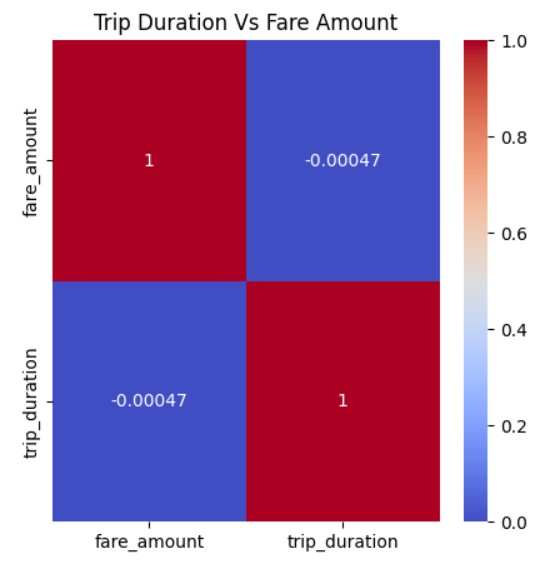 Trip Duration Vs Fare Amount
fare_amount
1
-0.00047
trip_duration
-0.00047
1
fare_amount
trip_duration
1.0
0.8
0.6
0.4
0.2
0.0